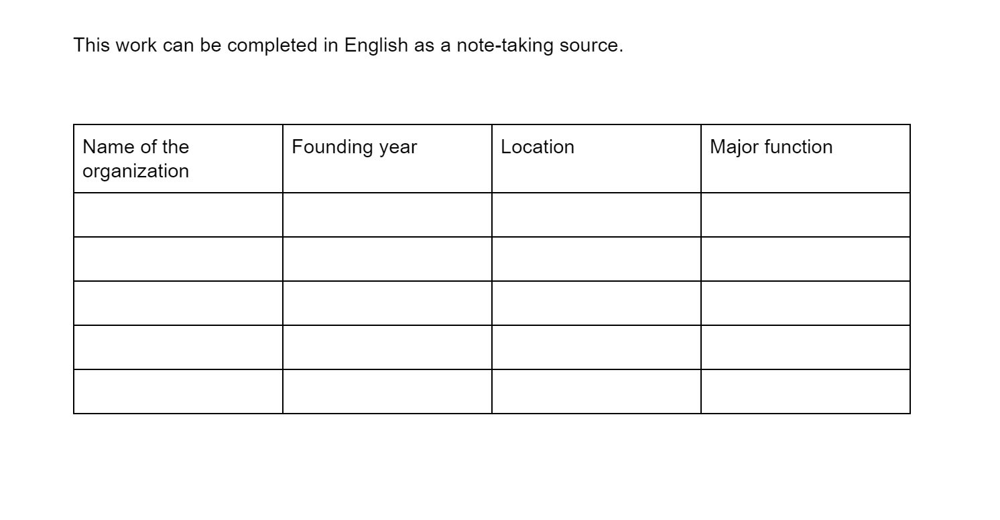 This work can be completed in English as a note-taking source.
Name of the
organization
Founding year
Location
Major function